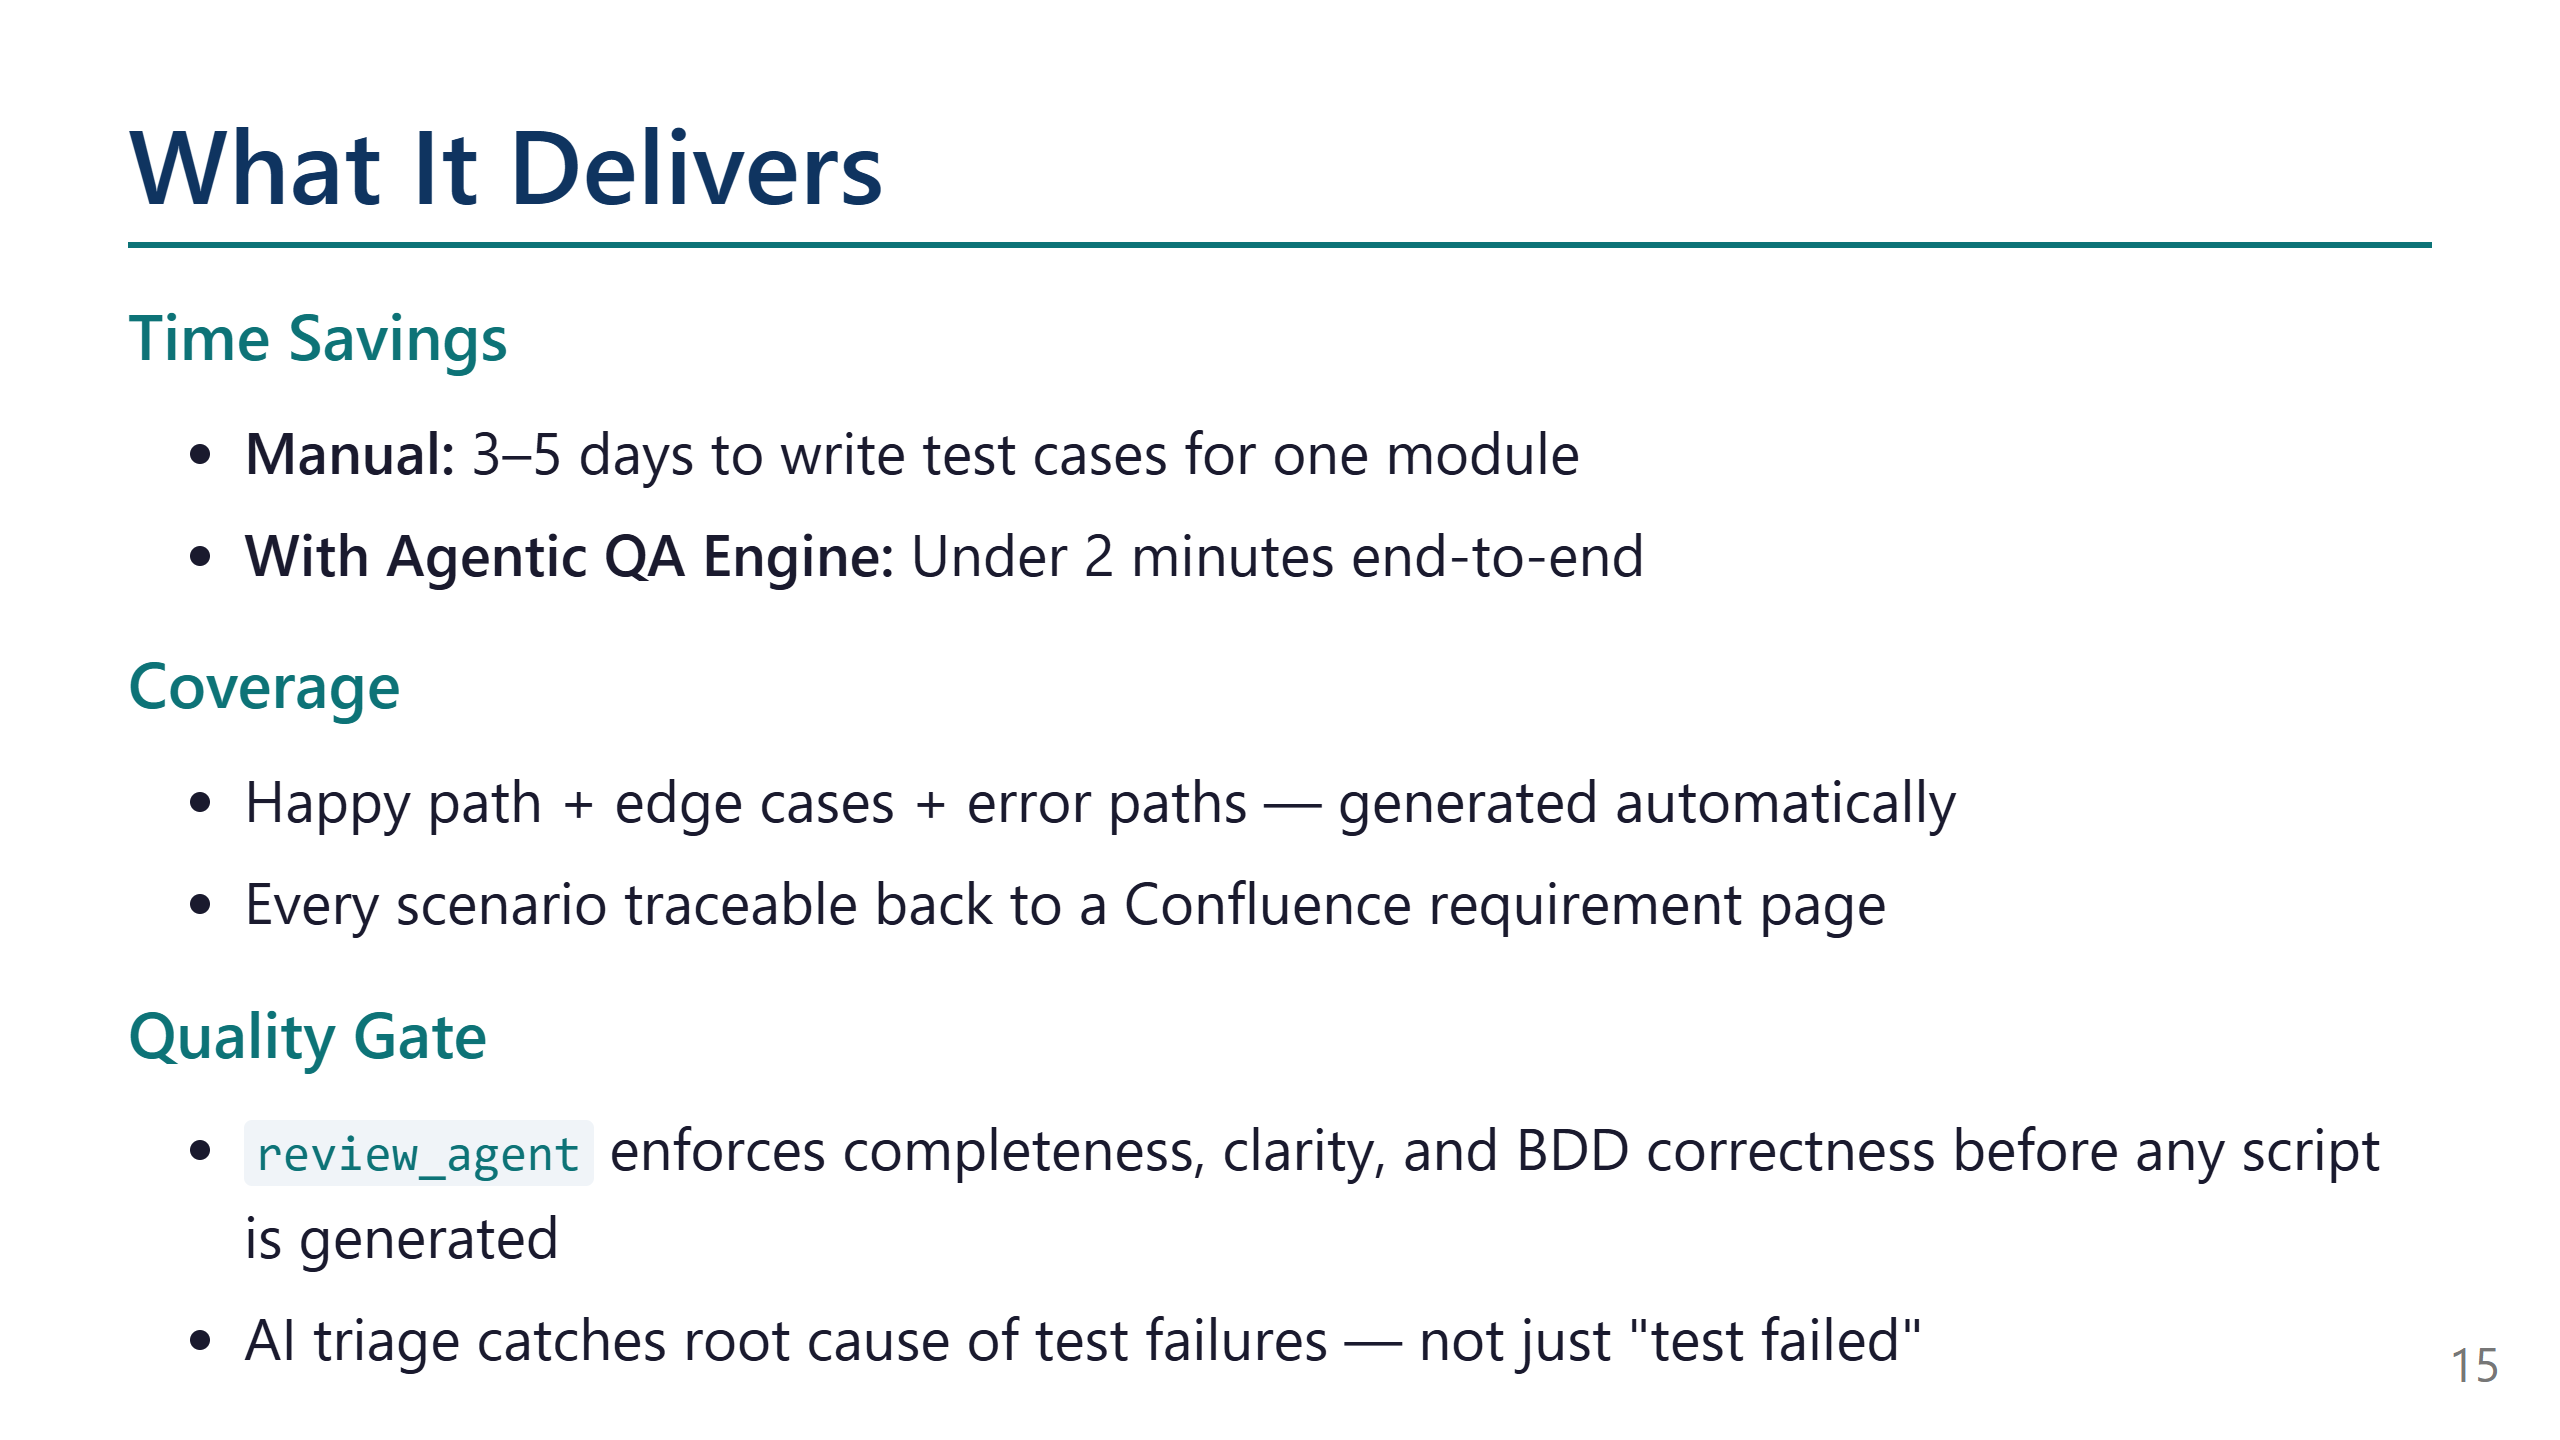 What It Delivers
Time Savings
• Manual: 3–5 days to write test cases for one module
• With Agentic QA Engine: Under 2 minutes end-to-end
Coverage
• Happy path + edge cases + error paths — generated automatically
• Every scenario traceable back to a Confluence requirement page
Quality Gate
• review_agent enforces completeness, clarity, and BDD correctness before any script
is generated
• AI triage catches root cause of test failures — not just "test failed"
15